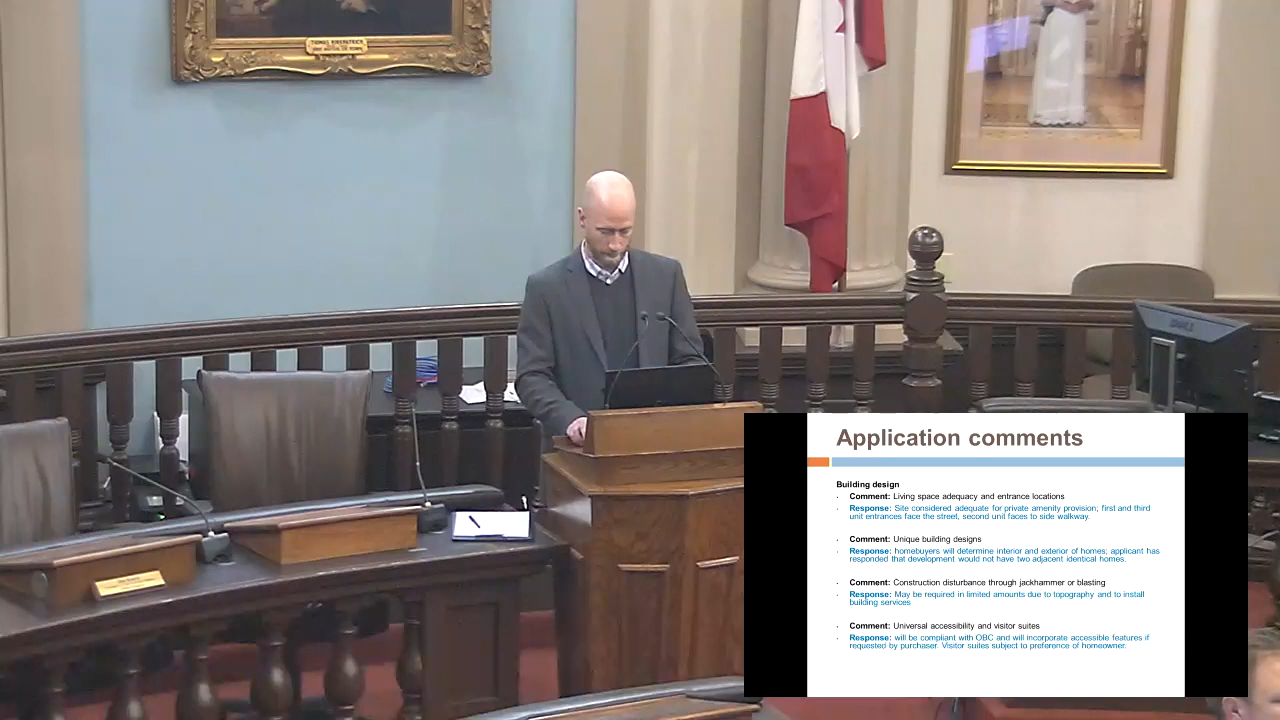 THOMAS KIRKPATRICK
DELL
Application comments
Building design
Comment: Living space adequacy and entrance locations
Response: Site considered adequate for private amenity provision; first and third
unit entrances face the street, second unit faces to side walkway.
Comment: Unique building designs
Response: homebuyers will determine interior and exterior of homes; applicant has
responded that development would not have two adjacent identical homes.
Comment: Construction disturbance through jackhammer or blasting
Response: May be required in limited amounts due to topography and to install
building services
Comment: Universal accessibility and visitor suites
Response: will be compliant with OBC and will incorporate accessible features if
requested by purchaser. Visitor suites subject to preference of homeowner.